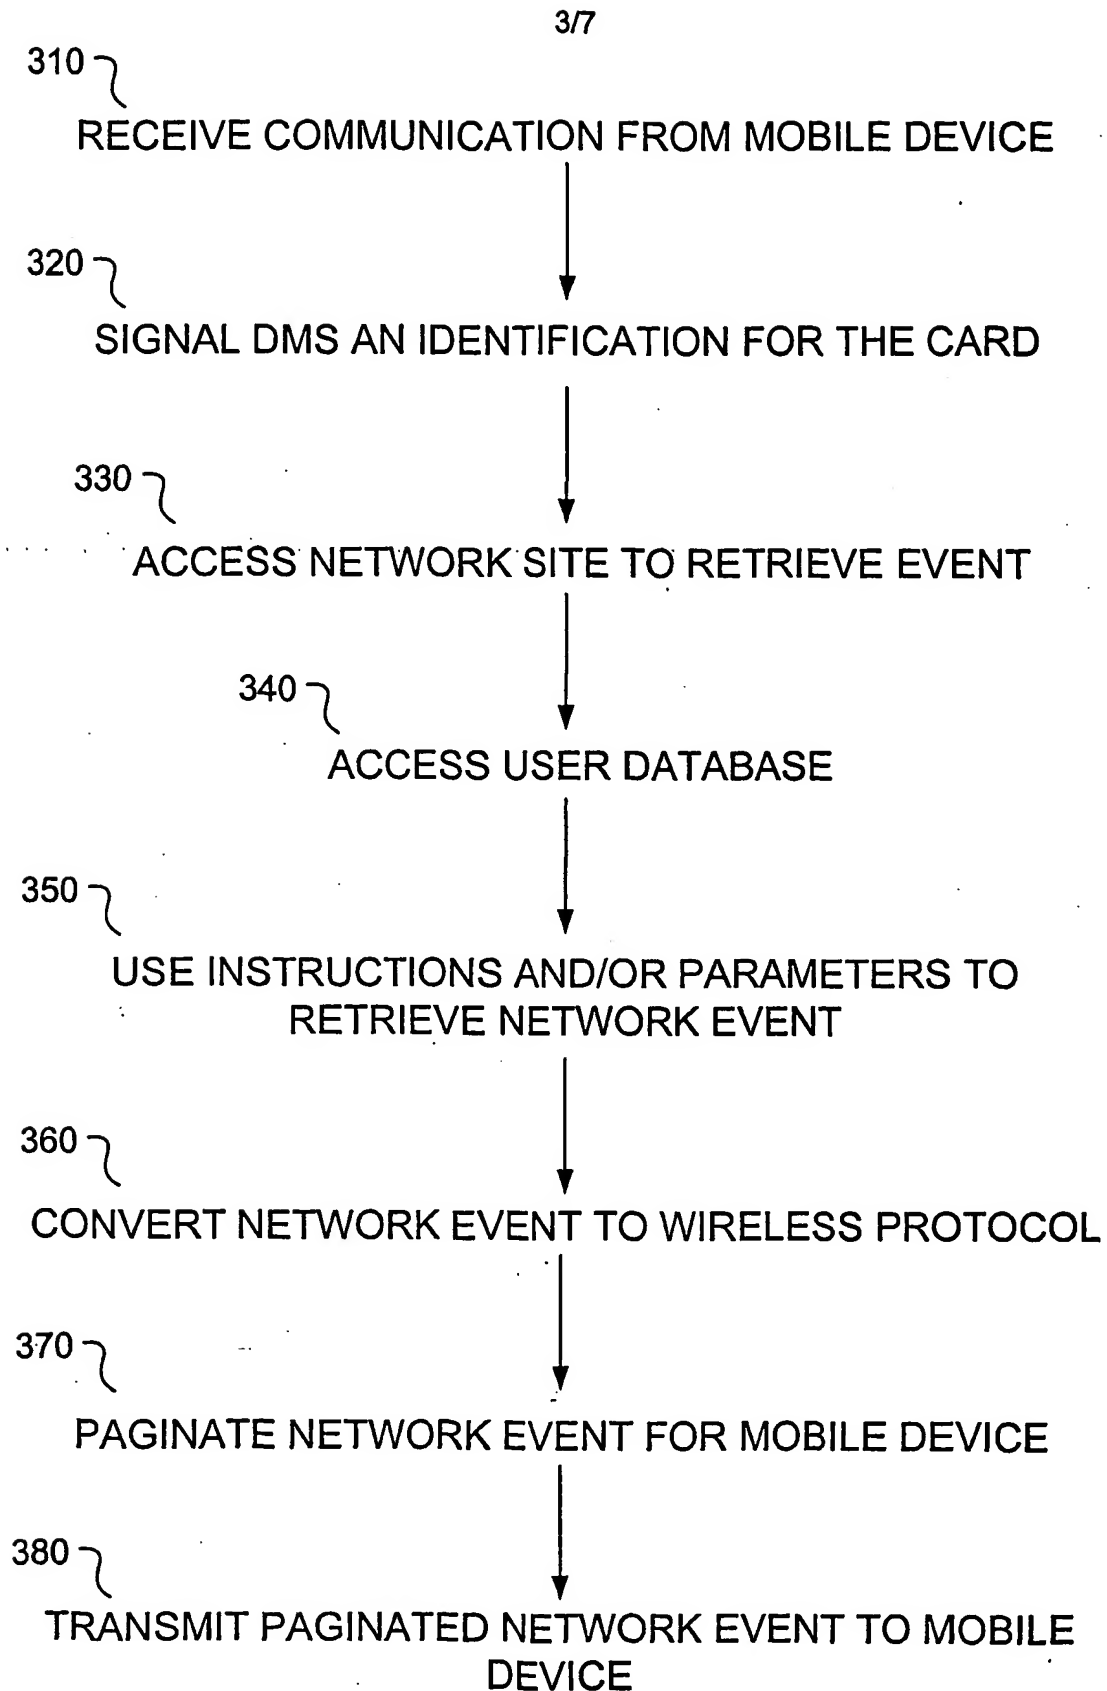 3/7
310
RECEIVE COMMUNICATION FROM MOBILE DEVICE
320
SIGNAL DMS AN IDENTIFICATION FOR THE CARD
330
ACCESS NETWORK SITE TO RETRIEVE EVENT
340
ACCESS USER DATABASE
350
USE INSTRUCTIONS AND/OR PARAMETERS TO
RETRIEVE NETWORK EVENT
360
CONVERT NETWORK EVENT TO WIRELESS PROTOCOL
370
PAGINATE NETWORK EVENT FOR MOBILE DEVICE
380
TRANSMIT PAGINATED NETWORK EVENT TO MOBILE
DEVICE